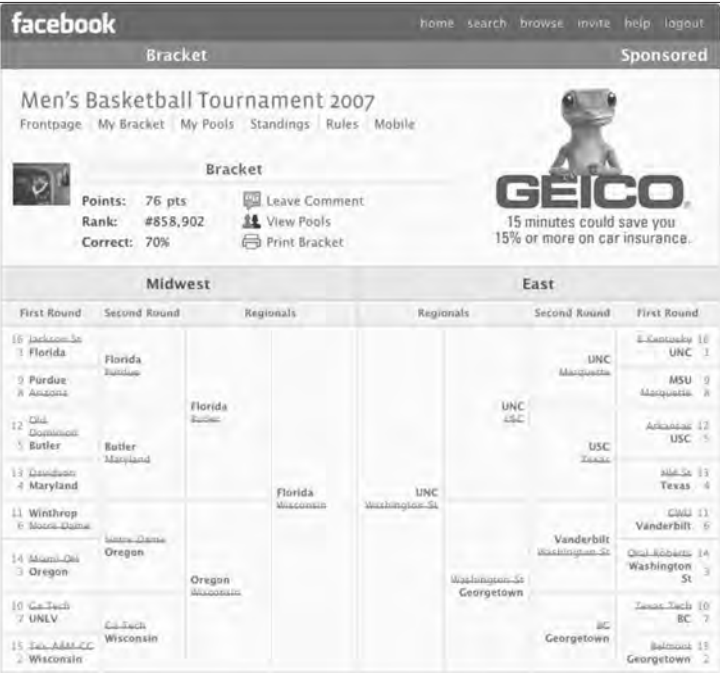 facebook
home search browse invite help logout
Bracket
Sponsored
Men's Basketball Tournament 2007
Frontpage My Bracket My Pools Standings Rules Mobile
Bracket
Points: 76 pts
Rank: #858,902
Correct: 70%
Leave Comment
View Pools
Print Bracket
GEICO
15 minutes could save you
15% or more on car insurance.
Midwest
First Round Second Round Regionals
16 Jackson St
1 Florida
9 Purdue
8 Arizona
12 Old
Dominion
5 Butler
13 Davidson
4 Maryland
11 Winthrop
6 Notre Dame
14 Miami-OH
3 Oregon
10 Ga Tech
7 UNLV
15 Tex A&M-CC
2 Wisconsin
Florida
Purdue
Butler
Maryland
Notre Dame
Oregon
Ga Tech
Wisconsin
Florida
Butler
Oregon
Wisconsin
Florida
Wisconsin
East
Regionals Second Round First Round
UNC
Washington St
UNC
USC
Washington St
Georgetown
UNC
Marquette
USC
Texas
Vanderbilt
Washington St
BC
Georgetown
E Kentucky 16
UNC 1
MSU 9
Marquette 8
Arkansas 12
USC 5
NM St 13
Texas 4
GWU 11
Vanderbilt 6
Oral Roberts 14
Washington
St 3
Texas Tech 10
BC 7
Belmont 15
Georgetown 2